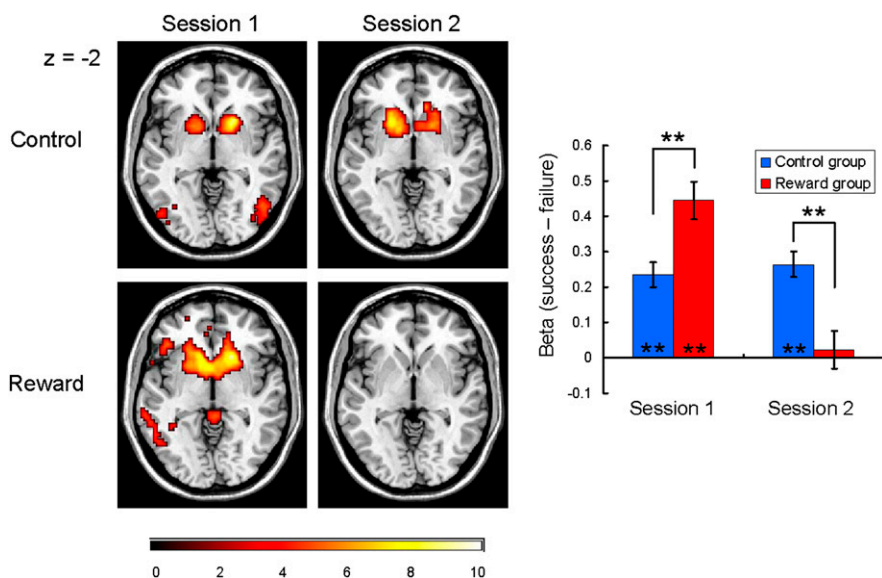 Session 1 Session 2
z = -2
Control
Reward
0 2 4 6 8 10
Beta (success – failure)
0.6
0.5
0.4
0.3
0.2
0.1
0
-0.1
**
**
Control group
Reward group
** ** **
Session 1 Session 2